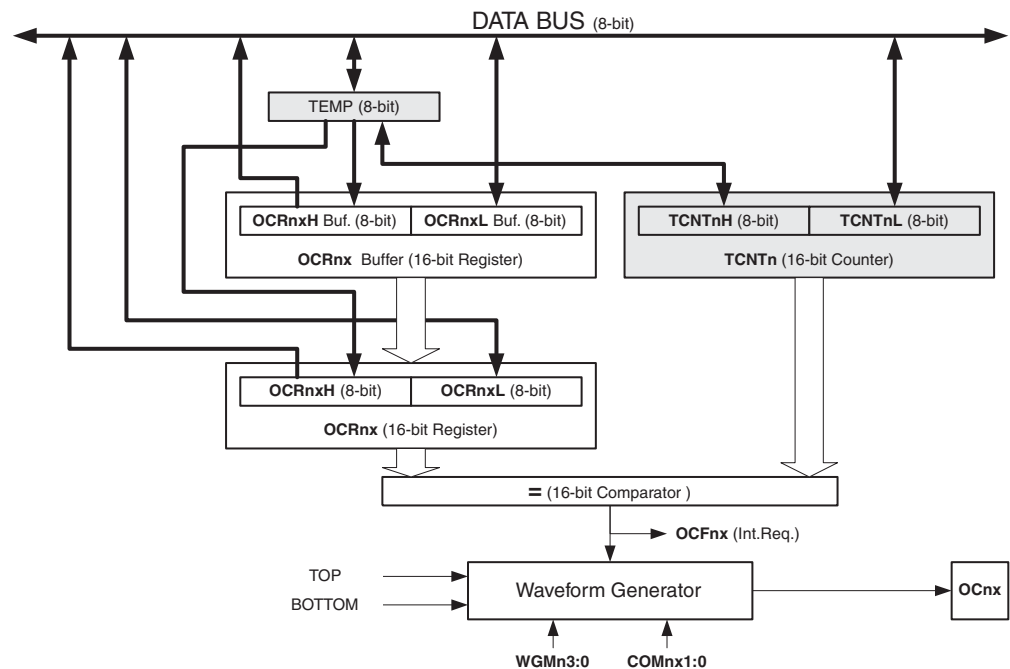 DATA BUS (8-bit)
TEMP (8-bit)
OCRnxH Buf. (8-bit) OCRnxL Buf. (8-bit)
OCRnx Buffer (16-bit Register)
TCNTnH (8-bit) TCNTnL (8-bit)
TCNTn (16-bit Counter)
OCRnxH (8-bit) OCRnxL (8-bit)
OCRnx (16-bit Register)
= (16-bit Comparator )
OCFnx (Int.Req.)
TOP
BOTTOM
Waveform Generator
OCnx
WGMn3:0 COMnx1:0